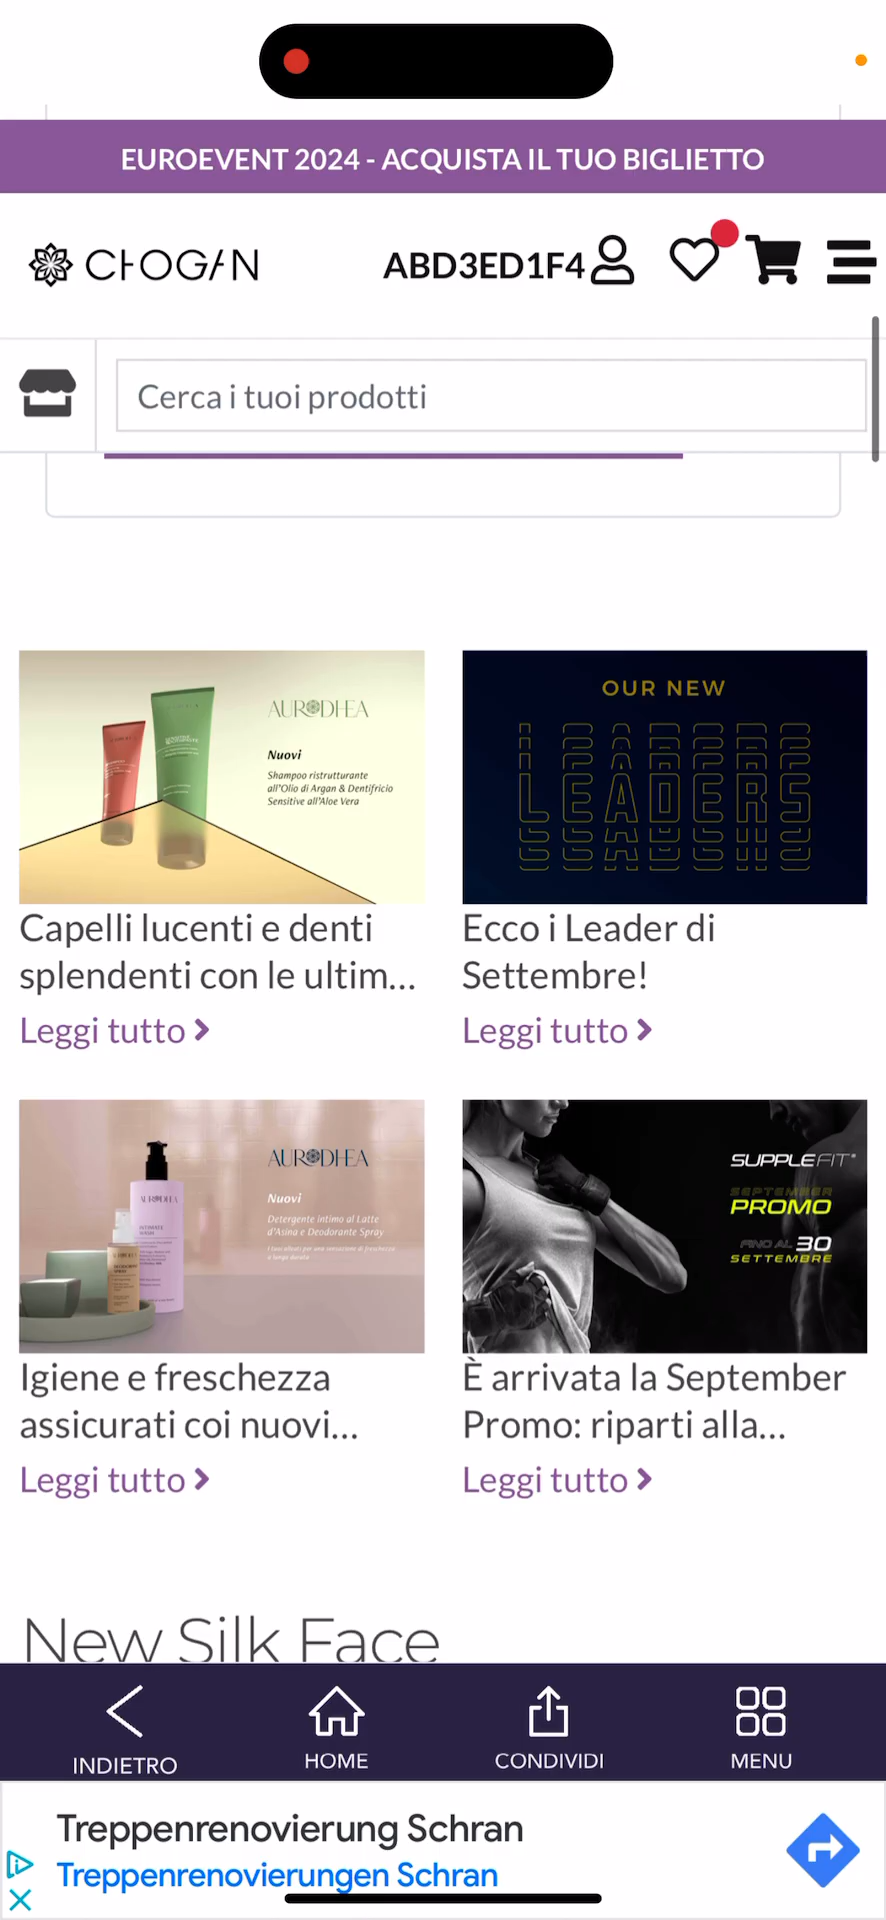 EUROEVENT 2024 - ACQUISTA IL TUO BIGLIETTO
CHOGAN
ABD3ED1F4
Cerca i tuoi prodotti
AURODHEA
Nuovi
Shampoo ristrutturante
all'Olio di Argan & Dentifricio
Sensitive all'Aloe Vera
OUR NEW
LEADERS
Capelli lucenti e denti
splendenti con le ultim...
Leggi tutto
Ecco i Leader di
Settembre!
Leggi tutto
AURODHEA
Nuovi
Detergente intimo al Latte
d'Asina e Deodorante Spray
SUPPLEFIT®
SEPTEMBER
PROMO
FINO AL 30
SETTEMBRE
Igiene e freschezza
assicurati coi nuovi...
Leggi tutto
È arrivata la September
Promo: riparti alla...
Leggi tutto
New Silk Face
INDIETRO
HOME
CONDIVIDI
MENU
Treppenrenovierung Schran
Treppenrenovierungen Schran